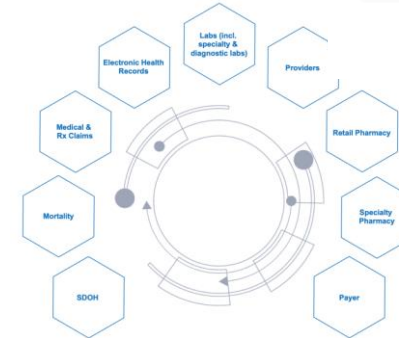 Labs (incl.
specialty &
diagnostic labs)
Electronic Health
Records
Providers
Medical &
Rx Claims
Retail Pharmacy
Mortality
Specialty
Pharmacy
SDOH
Payer